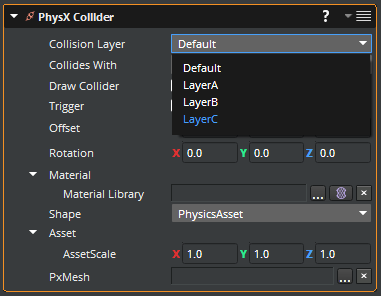 PhysX Collider ?
Collision Layer Default
Collides With
Default
LayerA
LayerB
LayerC
Draw Collider
Trigger
Offset
Rotation X 0.0 Y 0.0 Z 0.0
Material
Material Library ...
Shape PhysicsAsset
Asset
AssetScale X 1.0 Y 1.0 Z 1.0
PxMesh ...